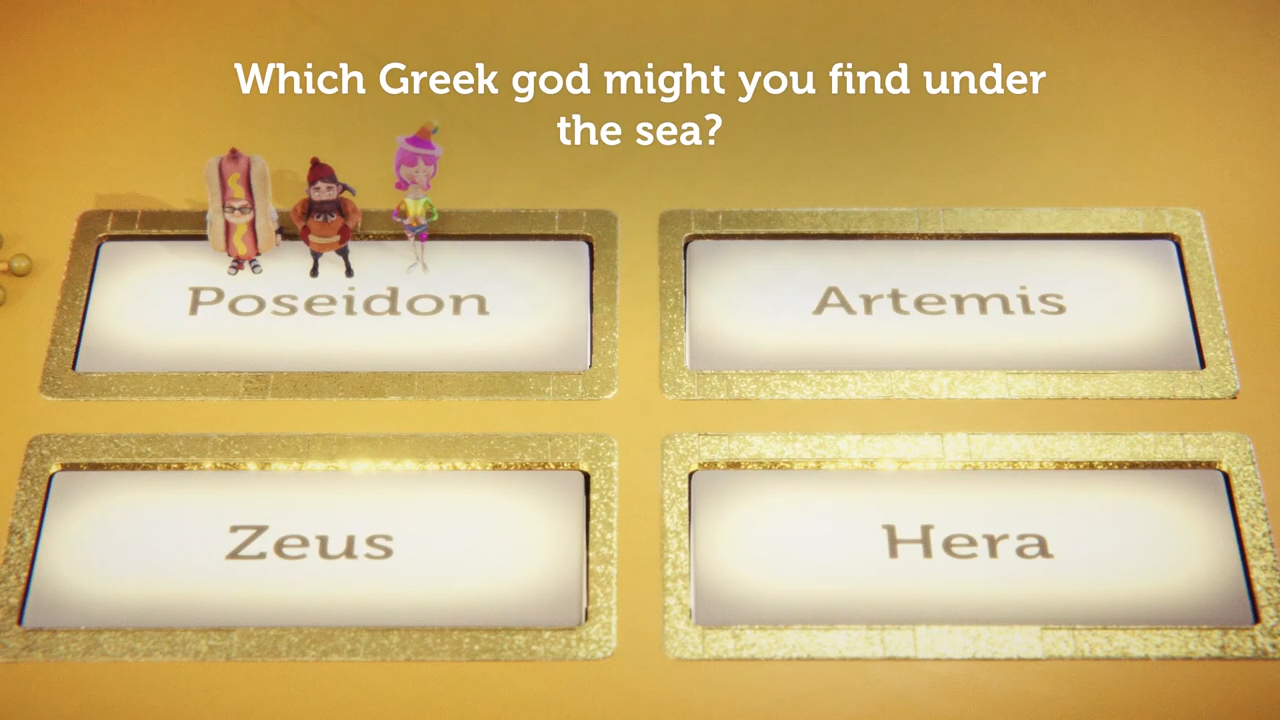 Which Greek god might you find under
the sea?
Poseidon
Artemis
Zeus
Hera